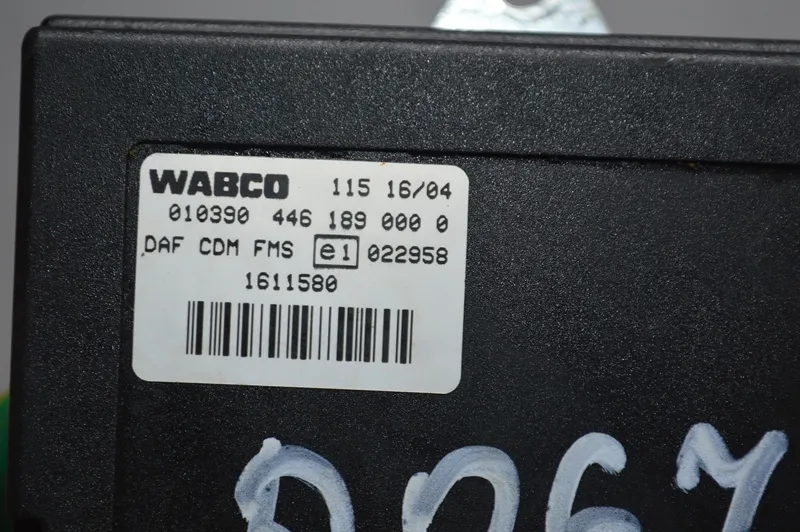 WABCO 115 16/04
010390 446 189 000 0
DAF CDM FMS e1 022958
1611580